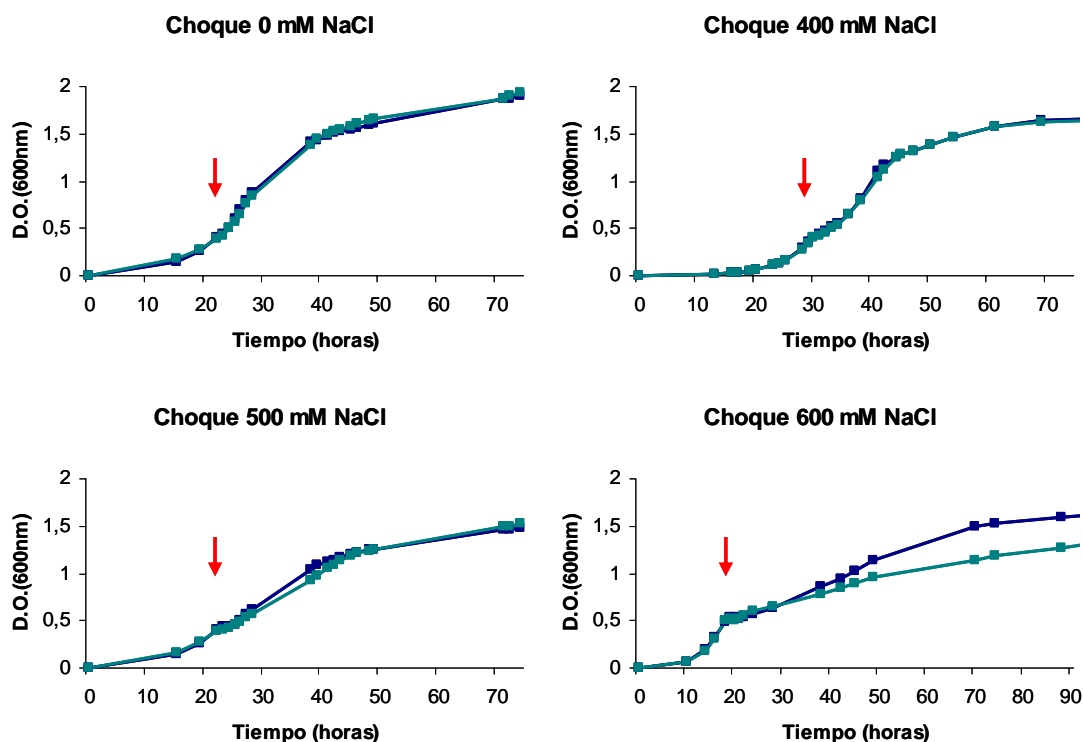 Choque 0 mM NaCl
2
1,5
1
0,5
0
D.O.(600nm)
0 10 20 30 40 50 60 70
Tiempo (horas)
Choque 400 mM NaCl
2
1,5
1
0,5
0
D.O.(600nm)
0 10 20 30 40 50 60 70
Tiempo (horas)
Choque 500 mM NaCl
2
1,5
1
0,5
0
D.O.(600nm)
0 10 20 30 40 50 60 70
Tiempo (horas)
Choque 600 mM NaCl
2
1,5
1
0,5
0
D.O.(600nm)
0 10 20 30 40 50 60 70 80 90
Tiempo (horas)